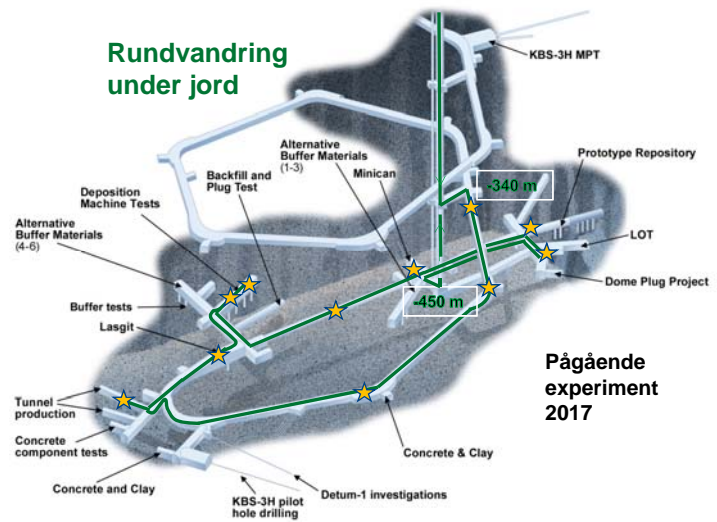 Rundvandring
under jord
KBS-3H MPT
Alternative
Buffer Materials
(1-3)
Minican
Prototype Repository
Backfill and
Plug Test
Deposition
Machine Tests
-340 m
Alternative
Buffer Materials
(4-6)
LOT
Dome Plug Project
Buffer tests
-450 m
Lasgit
Pågående
experiment
2017
Tunnel
production
Concrete
component tests
Concrete & Clay
Concrete and Clay
KBS-3H pilot
hole drilling
Detum-1 investigations